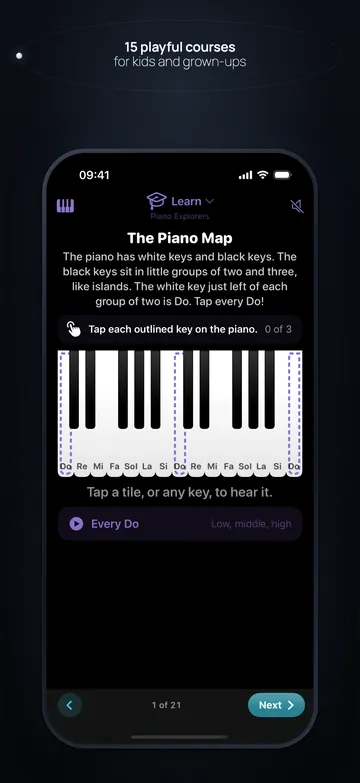 15 playful courses
for kids and grown-ups
09:41
Learn
Piano Explorers
The Piano Map
The piano has white keys and black keys. The
black keys sit in little groups of two and three,
like islands. The white key just left of each
group of two is Do. Tap every Do!
Tap each outlined key on the piano. 0 of 3
Do Re Mi Fa Sol La Si Do Re Mi Fa Sol La Si Do
Tap a tile, or any key, to hear it.
Every Do Low, middle, high
1 of 21 Next